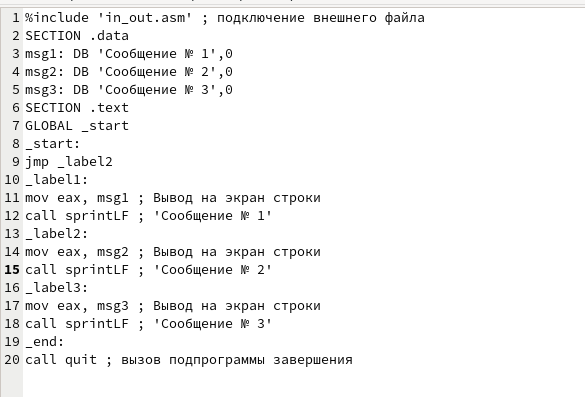 1 %include 'in_out.asm' ; подключение внешнего файла
2 SECTION .data
3 msg1: DB 'Сообщение № 1',0
4 msg2: DB 'Сообщение № 2',0
5 msg3: DB 'Сообщение № 3',0
6 SECTION .text
7 GLOBAL _start
8 _start:
9 jmp _label2
10 _label1:
11 mov eax, msg1 ; Вывод на экран строки
12 call sprintLF ; 'Сообщение № 1'
13 _label2:
14 mov eax, msg2 ; Вывод на экран строки
15 call sprintLF ; 'Сообщение № 2'
16 _label3:
17 mov eax, msg3 ; Вывод на экран строки
18 call sprintLF ; 'Сообщение № 3'
19 _end:
20 call quit ; вызов подпрограммы завершения